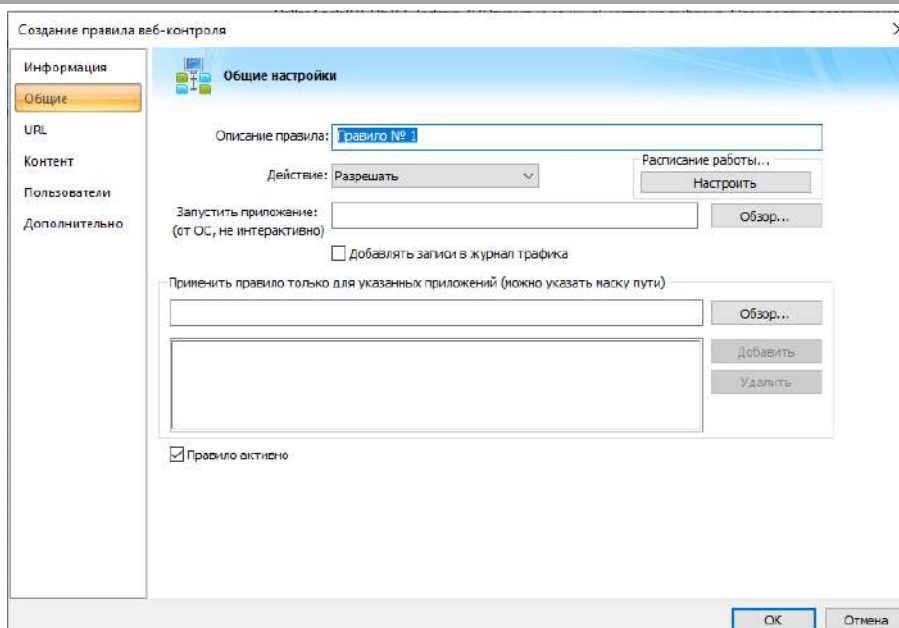 Создание правила веб-контроля
Информация
Общие
URL
Контент
Пользователи
Дополнительно
Общие настройки
Описание правила: Правило № 1
Действие: Разрешать
Расписание работы...
Настроить
Запустить приложение:
(от ОС, не интерактивно)
Обзор...
Добавлять записи в журнал трафика
Применить правило только для указанных приложений (можно указать маску пути)
Обзор...
Добавить
Удалить
Правило активно
OK
Отмена